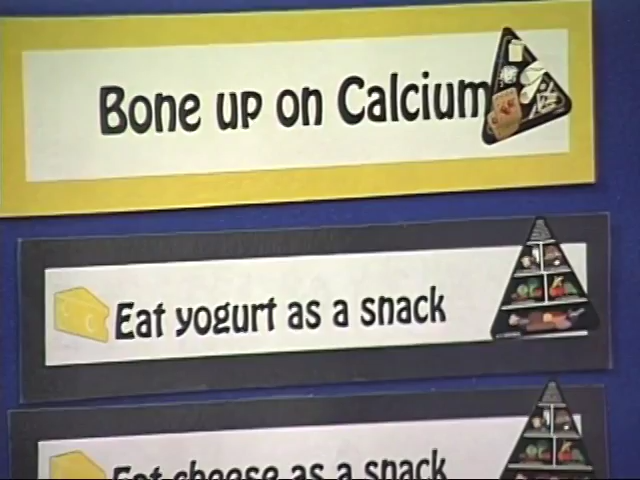 Bone up on Calcium
Eat yogurt as a snack
Eat cheese as a snack